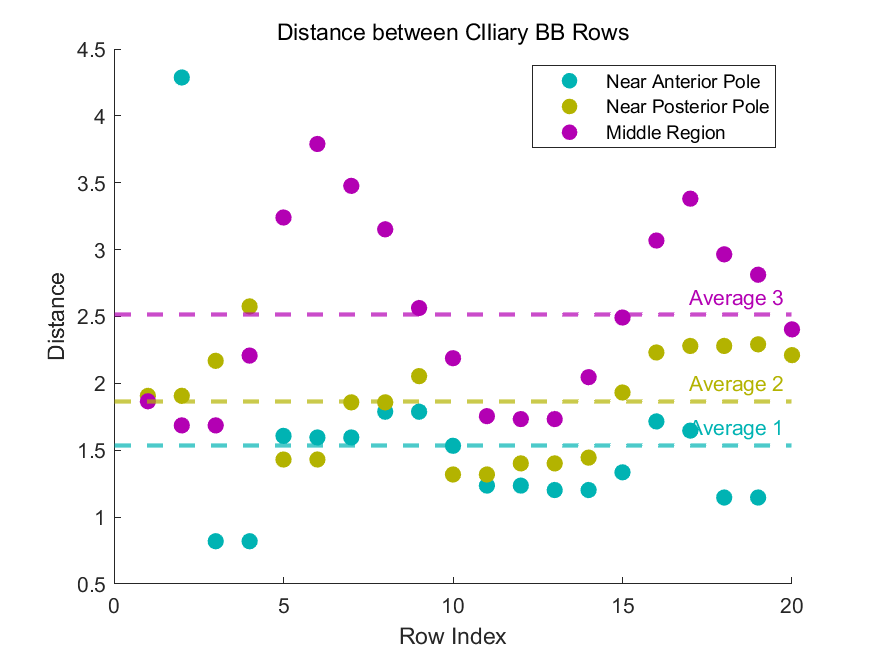 Distance between CIliary BB Rows
Near Anterior Pole
Near Posterior Pole
Middle Region
4.5
4
3.5
3
2.5
2
1.5
1
0.5
Distance
Average 3
Average 2
Average 1
0 5 10 15 20
Row Index